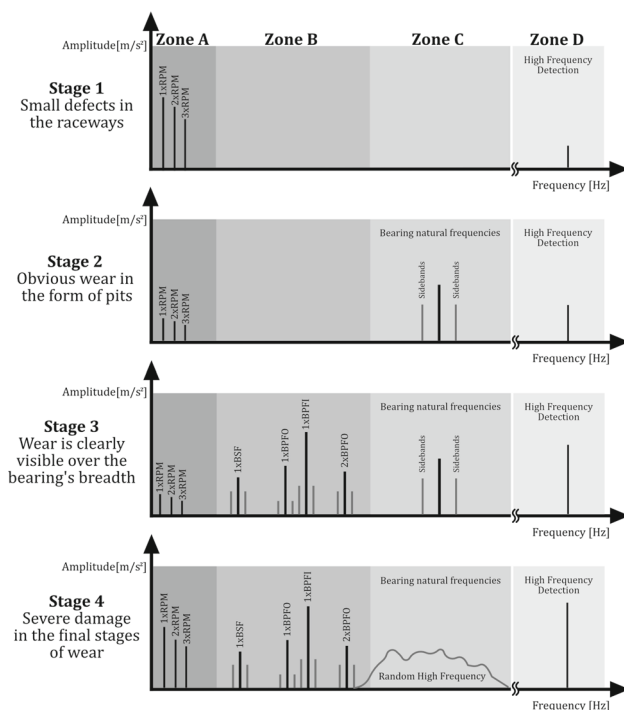 Zone A Zone B Zone C Zone D
Amplitude[m/s²]
Stage 1
Small defects in
the raceways
1xRPM
2xRPM
3xRPM
High Frequency
Detection
Frequency [Hz]
Amplitude[m/s²]
Stage 2
Obvious wear in
the form of pits
1xRPM
2xRPM
3xRPM
Bearing natural frequencies
Sidebands
Sidebands
High Frequency
Detection
Frequency [Hz]
Amplitude[m/s²]
Stage 3
Wear is clearly
visible over the
bearing's breadth
1xRPM
2xRPM
3xRPM
1xBSF
1xBPFO
1xBPFI
2xBPFO
Bearing natural frequencies
Sidebands
Sidebands
High Frequency
Detection
Frequency [Hz]
Amplitude[m/s²]
Stage 4
Severe damage
in the final stages
of wear
1xRPM
2xRPM
3xRPM
1xBSF
1xBPFO
1xBPFI
2xBPFO
Bearing natural frequencies
Random High Frequency
High Frequency
Detection
Frequency [Hz]